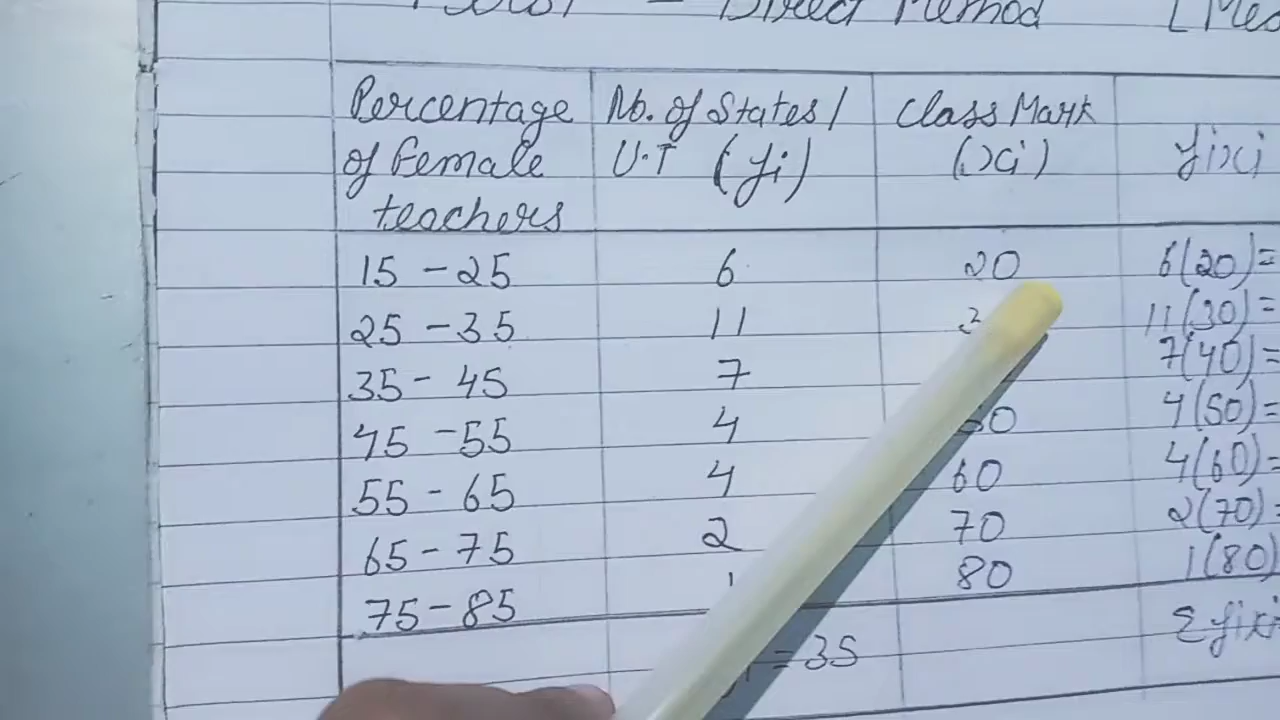 – Direct Method
Percentage of Female teachers | No. of States / U.T (fi) | Class Mark (xi) | fixi
15 – 25 | 6 | 20 | 6(20) =
25 – 35 | 11 | 11(30) =
35 – 45 | 7 | 7(40) =
45 – 55 | 4 | 50 | 4(50) =
55 – 65 | 4 | 60 | 4(60) =
65 – 75 | 2 | 70 | 2(70) =
75 – 85 | 1 | 80 | 1(80)
= 35 | Σfixi